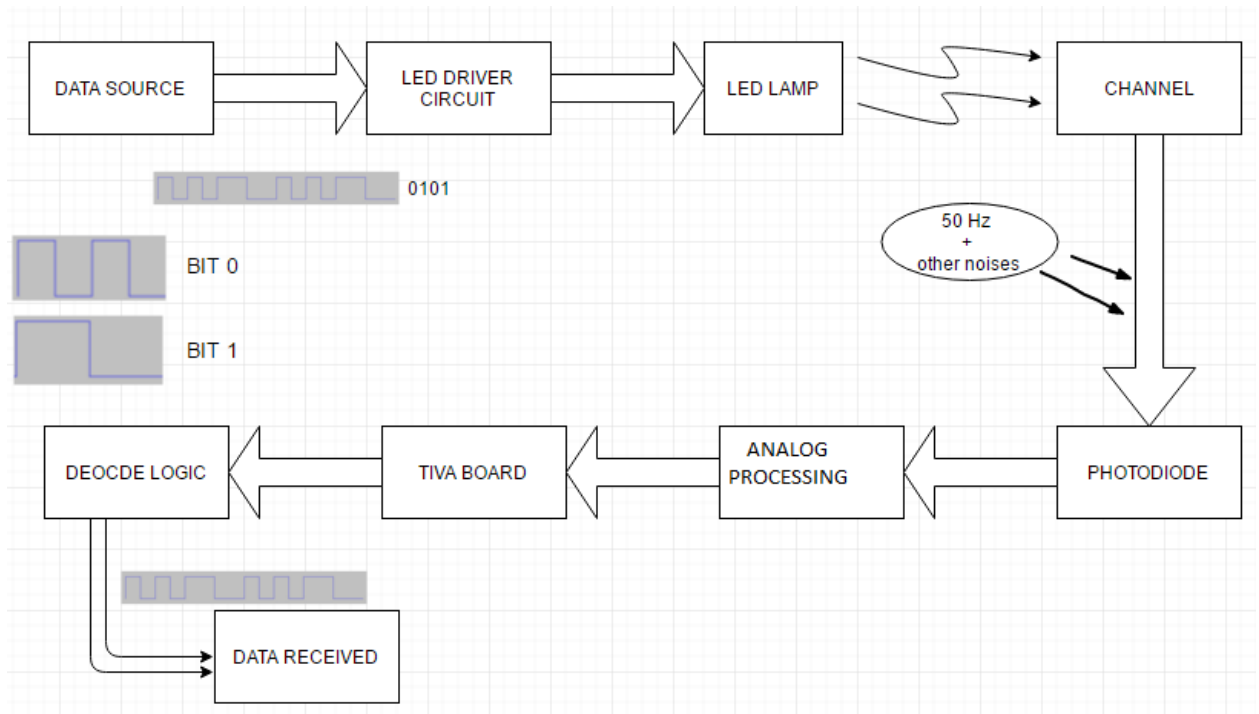 DATA SOURCE
LED DRIVER
CIRCUIT
LED LAMP
CHANNEL
0101
50 Hz
+
other noises
BIT 0
BIT 1
DEOCDE LOGIC
TIVA BOARD
ANALOG
PROCESSING
PHOTODIODE
DATA RECEIVED